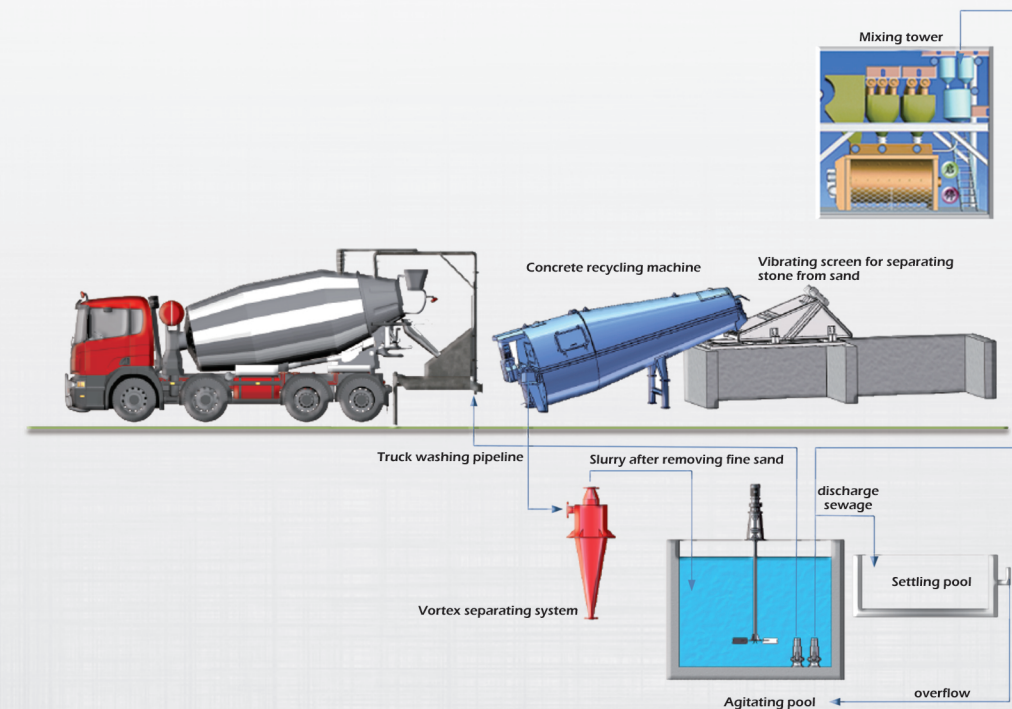 Mixing tower
Concrete recycling machine
Vibrating screen for separating
stone from sand
Truck washing pipeline
Slurry after removing fine sand
discharge
sewage
Settling pool
Vortex separating system
Agitating pool
overflow